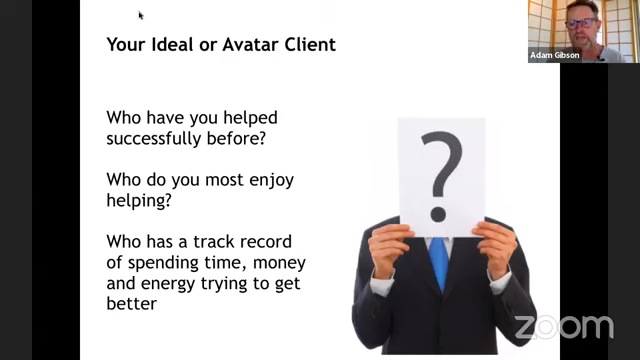 Your Ideal or Avatar Client
Adam Gibson
Who have you helped
successfully before?
Who do you most enjoy
helping?
Who has a track record
of spending time, money
and energy trying to get
better
?
zoom